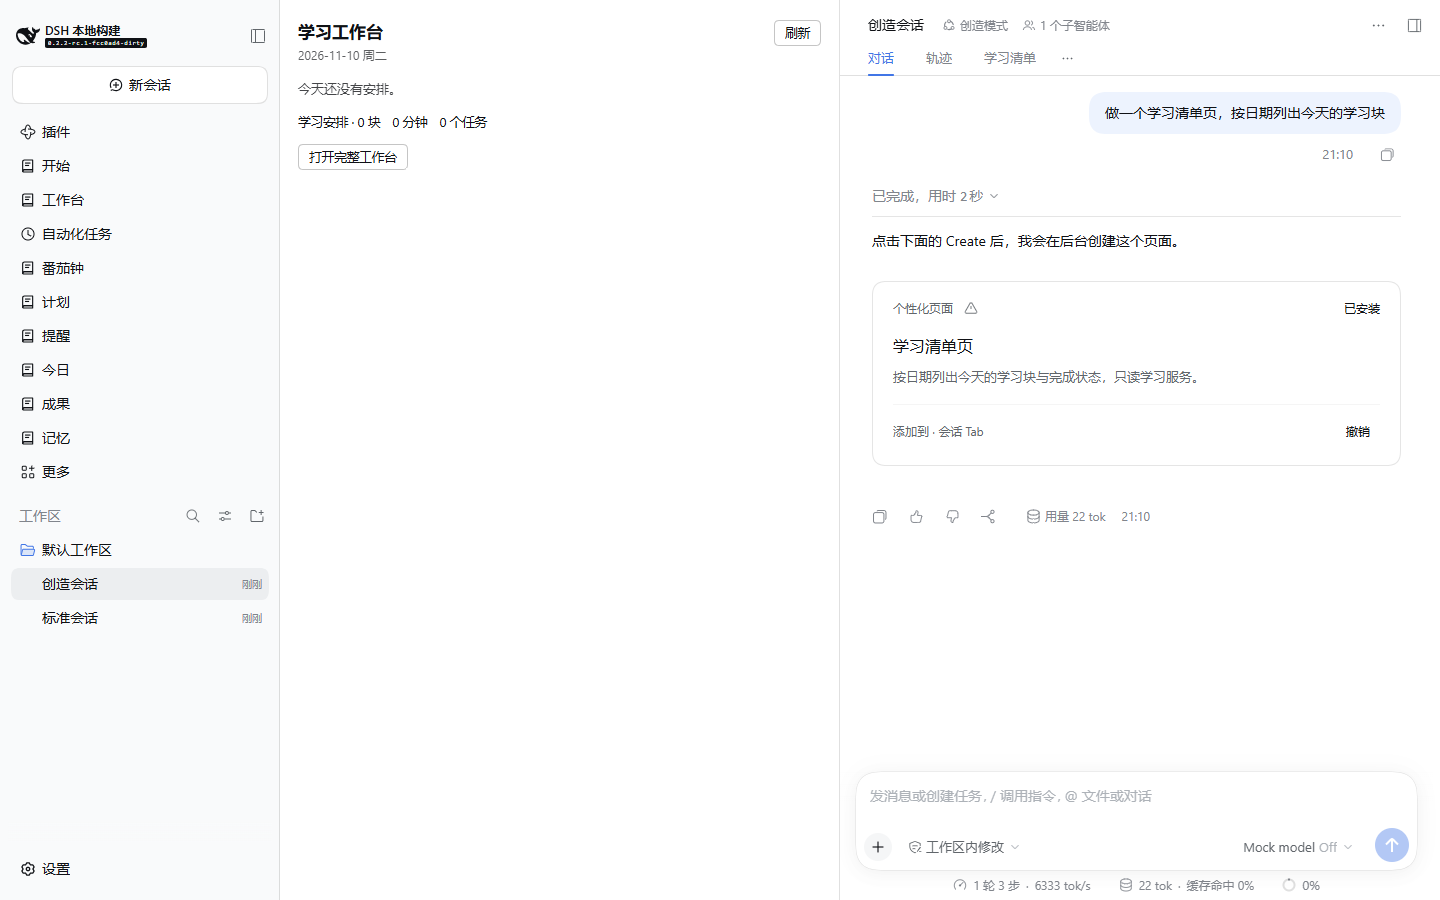 DSH 本地构建
0.3.2-rc.1-fcc0ad4-dirty
新会话
插件
开始
工作台
自动化任务
番茄钟
计划
提醒
今日
成果
记忆
更多
工作区
默认工作区
创造会话 刚刚
标准会话 刚刚
设置
学习工作台
刷新
2026-11-10 周二
今天还没有安排。
学习安排 · 0 块 0 分钟 0 个任务
打开完整工作台
创造会话 创造模式 1 个子智能体
对话 轨迹 学习清单
做一个学习清单页，按日期列出今天的学习块
21:10
已完成，用时 2 秒
点击下面的 Create 后，我会在后台创建这个页面。
个性化页面 已安装
学习清单页
按日期列出今天的学习块与完成状态，只读学习服务。
添加到 · 会话 Tab 撤销
用量 22 tok 21:10
发消息或创建任务, / 调用指令, @ 文件或对话
工作区内修改 Mock model Off
1 轮 3 步 · 6333 tok/s 22 tok · 缓存命中 0% 0%